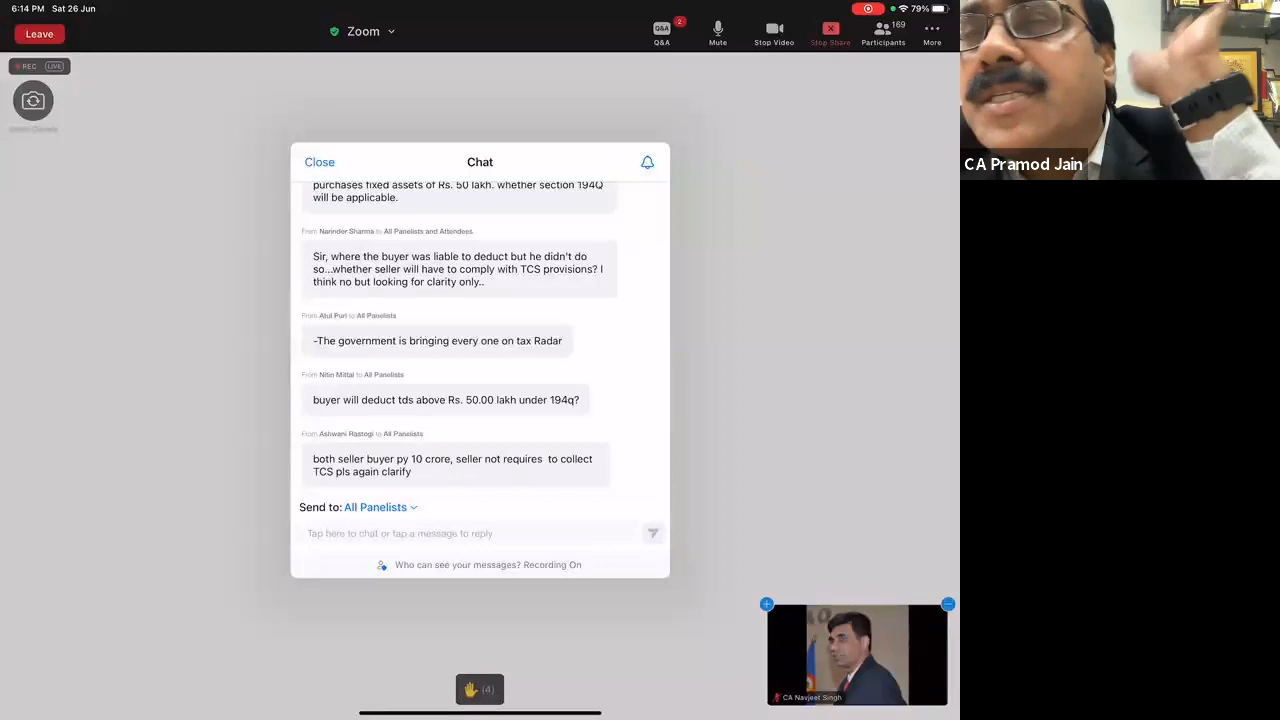 6:14 PM Sat 26 Jun
79%
Leave
Zoom
2
Q&A
Mute
Stop Video
Stop Share
169
Participants
More
REC LIVE
Close
Chat
purchases fixed assets of Rs. 50 lakh. whether section 194Q
will be applicable.
From Narinder Sharma to All Panelists and Attendees
Sir, where the buyer was liable to deduct but he didn't do
so...whether seller will have to comply with TCS provisions? I
think no but looking for clarity only..
From Atul Puri to All Panelists
-The government is bringing every one on tax Radar
From Nitin Mittal to All Panelists
buyer will deduct tds above Rs. 50.00 lakh under 194q?
From Ashwani Rastogi to All Panelists
both seller buyer py 10 crore, seller not requires to collect
TCS pls again clarify
Send to: All Panelists
Tap here to chat or tap a message to reply
Who can see your messages? Recording On
(4)
CA Pramod Jain
CA Navjeet Singh